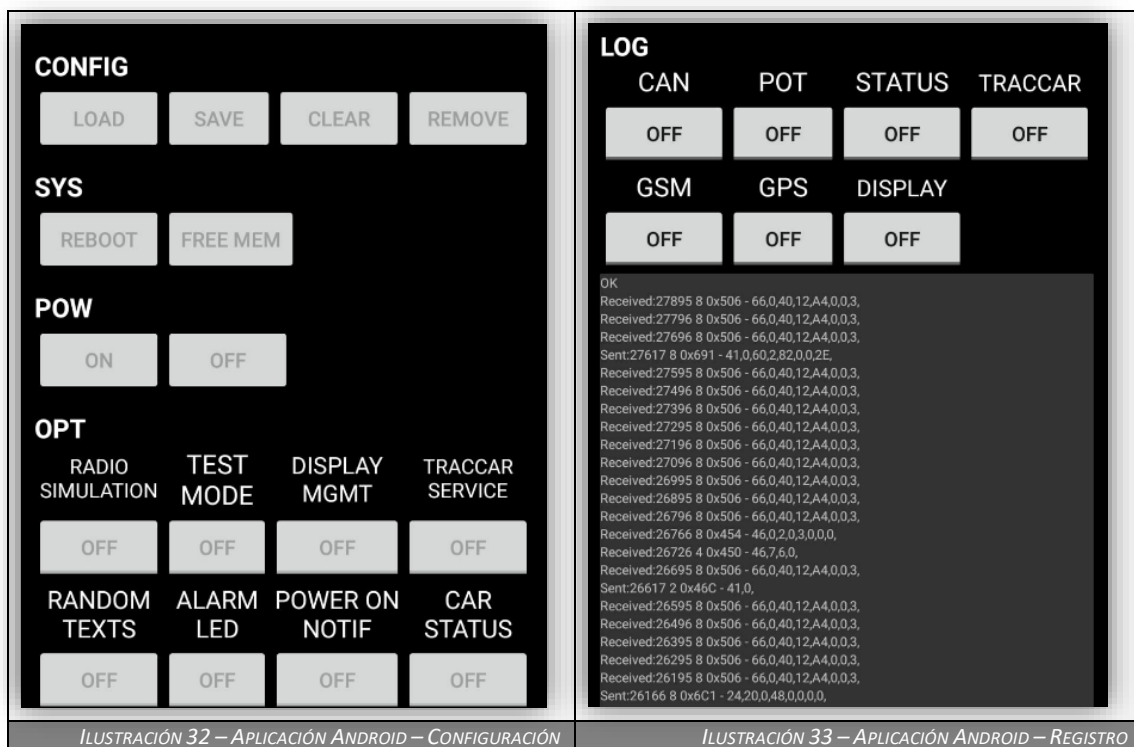 CONFIG
LOAD SAVE CLEAR REMOVE
SYS
REBOOT FREE MEM
POW
ON OFF
OPT
RADIO SIMULATION TEST MODE DISPLAY MGMT TRACCAR SERVICE
OFF OFF OFF OFF
RANDOM TEXTS ALARM LED POWER ON NOTIF CAR STATUS
OFF OFF OFF OFF
ILUSTRACIÓN 32 – APLICACIÓN ANDROID – CONFIGURACIÓN
LOG
CAN POT STATUS TRACCAR
OFF OFF OFF OFF
GSM GPS DISPLAY
OFF OFF OFF
OK
Received:27895 8 0x506 - 66,0,40,12,A4,0,0,3,
Received:27796 8 0x506 - 66,0,40,12,A4,0,0,3,
Received:27696 8 0x506 - 66,0,40,12,A4,0,0,3,
Sent:27617 8 0x691 - 41,0,60,2,82,0,0,2E,
Received:27595 8 0x506 - 66,0,40,12,A4,0,0,3,
Received:27496 8 0x506 - 66,0,40,12,A4,0,0,3,
Received:27396 8 0x506 - 66,0,40,12,A4,0,0,3,
Received:27295 8 0x506 - 66,0,40,12,A4,0,0,3,
Received:27196 8 0x506 - 66,0,40,12,A4,0,0,3,
Received:27096 8 0x506 - 66,0,40,12,A4,0,0,3,
Received:26995 8 0x506 - 66,0,40,12,A4,0,0,3,
Received:26895 8 0x506 - 66,0,40,12,A4,0,0,3,
Received:26796 8 0x506 - 66,0,40,12,A4,0,0,3,
Received:26766 8 0x454 - 46,0,2,0,3,0,0,0,
Received:26726 4 0x450 - 46,7,6,0,
Received:26695 8 0x506 - 66,0,40,12,A4,0,0,3,
Sent:26617 2 0x46C - 41,0,
Received:26595 8 0x506 - 66,0,40,12,A4,0,0,3,
Received:26496 8 0x506 - 66,0,40,12,A4,0,0,3,
Received:26395 8 0x506 - 66,0,40,12,A4,0,0,3,
Received:26295 8 0x506 - 66,0,40,12,A4,0,0,3,
Received:26195 8 0x506 - 66,0,40,12,A4,0,0,3,
Sent:26166 8 0x6C1 - 24,20,0,48,0,0,0,0,
ILUSTRACIÓN 33 – APLICACIÓN ANDROID – REGISTRO